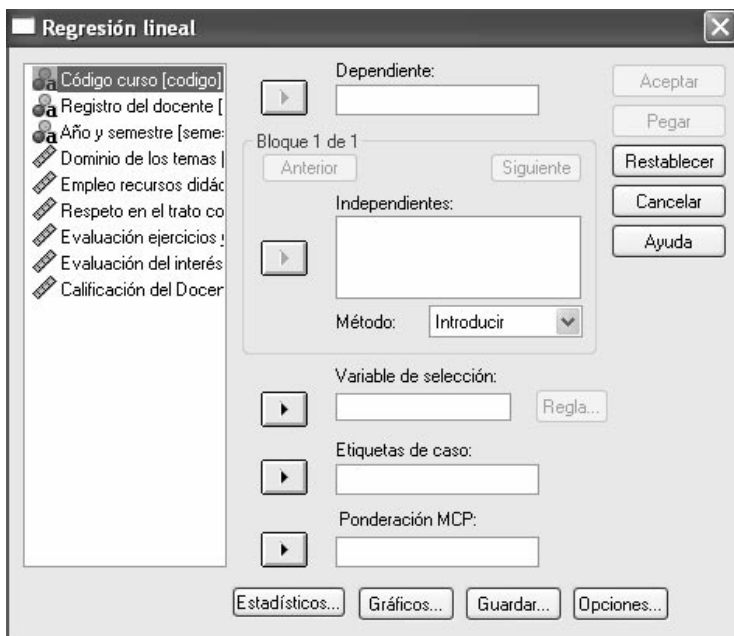 Regresión lineal
Código curso [codigo]
Registro del docente [
Año y semestre [seme:
Dominio de los temas [
Empleo recursos didác
Respeto en el trato co
Evaluación ejercicios y
Evaluación del interés
Calificación del Docer
Dependiente:
Bloque 1 de 1
Anterior
Siguiente
Independientes:
Método:
Introducir
Variable de selección:
Regla...
Etiquetas de caso:
Ponderación MCP:
Aceptar
Pegar
Restablecer
Cancelar
Ayuda
Estadísticos...
Gráficos...
Guardar...
Opciones...